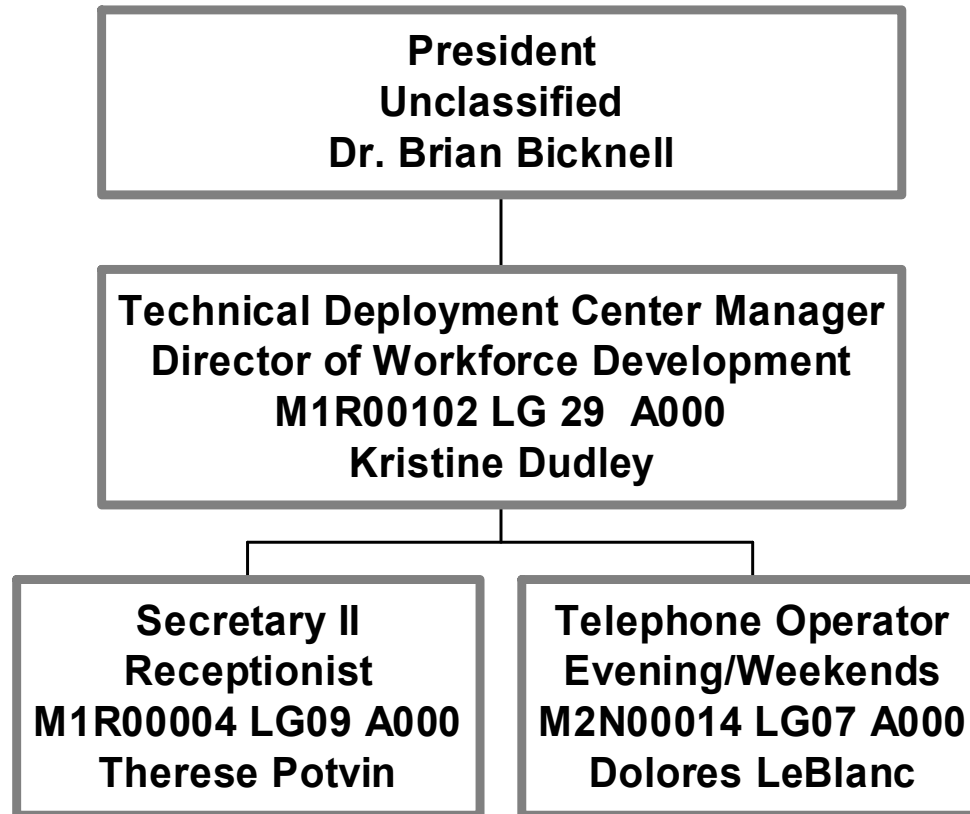 President
Unclassified
Dr. Brian Bicknell
Technical Deployment Center Manager
Director of Workforce Development
M1R00102 LG 29  A000
Kristine Dudley
Secretary II
Receptionist
M1R00004 LG09 A000
Therese Potvin
Telephone Operator
Evening/Weekends
M2N00014 LG07 A000
Dolores LeBlanc